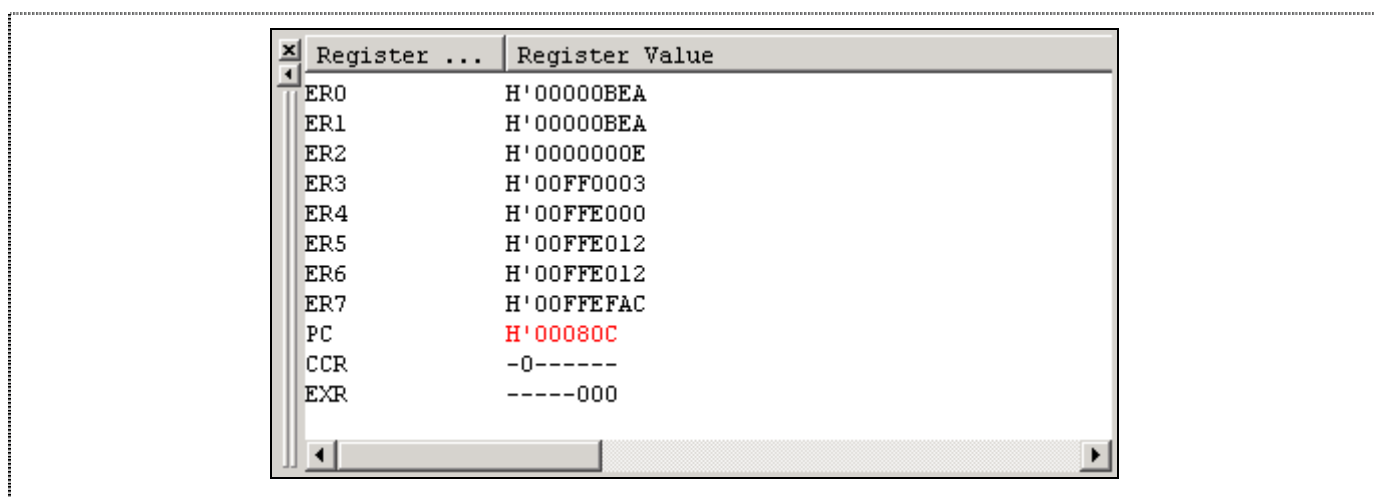 Register ... Register Value
ER0 H'00000BEA
ER1 H'00000BEA
ER2 H'0000000E
ER3 H'00FF0003
ER4 H'00FFE000
ER5 H'00FFE012
ER6 H'00FFE012
ER7 H'00FFEFAC
PC H'00080C
CCR -0------
EXR -----000